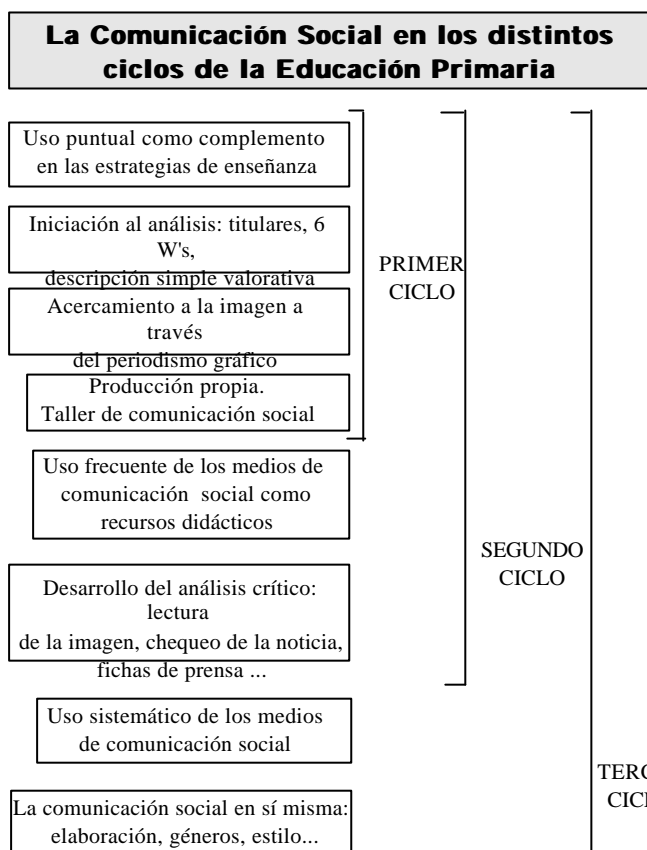 La Comunicación Social en los distintos
ciclos de la Educación Primaria
Uso puntual como complemento
en las estrategias de enseñanza
Iniciación al análisis: titulares, 6
W's,
descripción simple valorativa
Acercamiento a la imagen a
través
del periodismo gráfico
Producción propia.
Taller de comunicación social
PRIMER
CICLO
Uso frecuente de los medios de
comunicación social como
recursos didácticos
Desarrollo del análisis crítico:
lectura
de la imagen, chequeo de la noticia,
fichas de prensa ...
SEGUNDO
CICLO
Uso sistemático de los medios
de comunicación social
La comunicación social en sí misma:
elaboración, géneros, estilo...